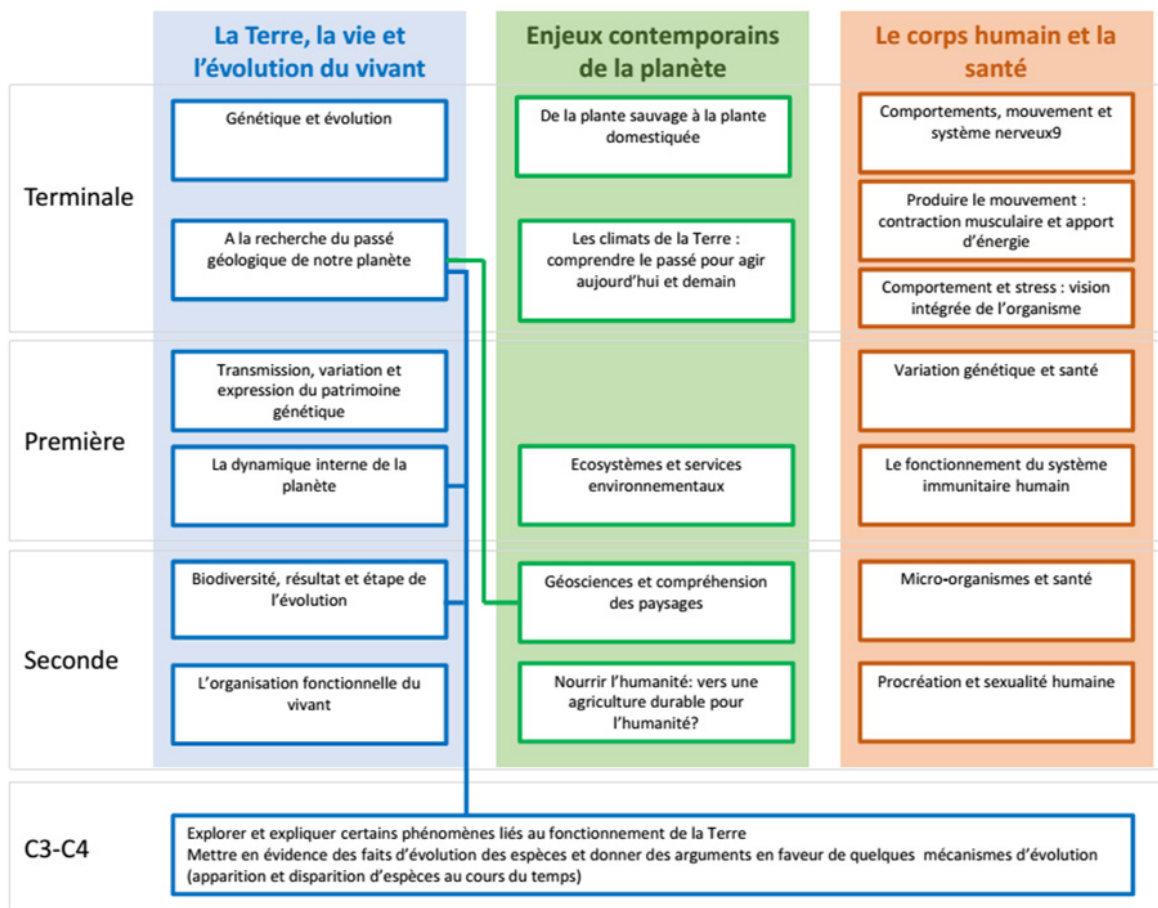 La Terre, la vie et
l'évolution du vivant
Enjeux contemporains
de la planète
Le corps humain et la
santé
Terminale
Génétique et évolution
De la plante sauvage à la plante
domestiquée
Comportements, mouvement et
système nerveux9
Produire le mouvement :
contraction musculaire et apport
d'énergie
A la recherche du passé
géologique de notre planète
Les climats de la Terre :
comprendre le passé pour agir
aujourd'hui et demain
Comportement et stress : vision
intégrée de l'organisme
Première
Transmission, variation et
expression du patrimoine
génétique
Variation génétique et santé
La dynamique interne de la
planète
Ecosystèmes et services
environnementaux
Le fonctionnement du système
immunitaire humain
Seconde
Biodiversité, résultat et étape de
l'évolution
Géosciences et compréhension
des paysages
Micro-organismes et santé
L'organisation fonctionnelle du
vivant
Nourrir l'humanité: vers une
agriculture durable pour
l'humanité?
Procréation et sexualité humaine
C3-C4
Explorer et expliquer certains phénomènes liés au fonctionnement de la Terre
Mettre en évidence des faits d'évolution des espèces et donner des arguments en faveur de quelques mécanismes d'évolution
(apparition et disparition d'espèces au cours du temps)